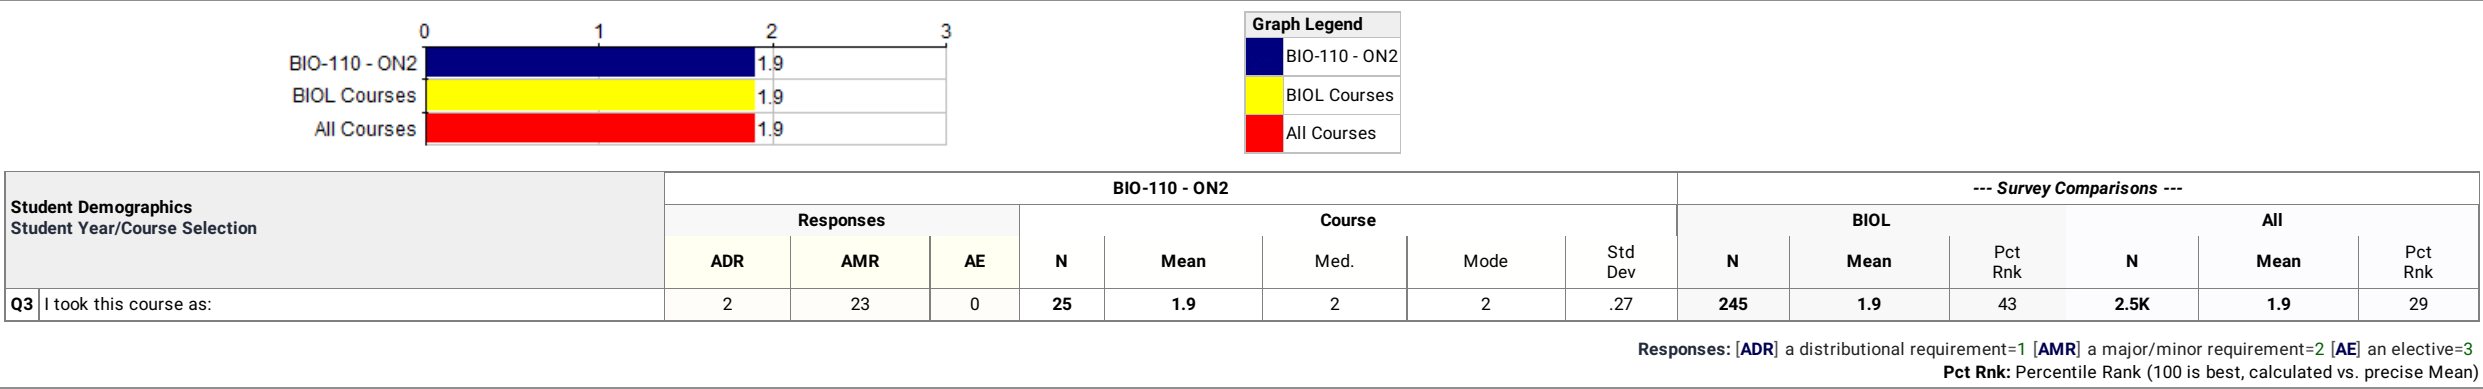 0 1 2 3
BIO-110 - ON2 1.9
BIOL Courses 1.9
All Courses 1.9
Graph Legend
BIO-110 - ON2
BIOL Courses
All Courses
Student Demographics
Student Year/Course Selection
BIO-110 - ON2 --- Survey Comparisons ---
Responses Course BIOL All
ADR AMR AE N Mean Med. Mode Std Dev N Mean Pct Rnk N Mean Pct Rnk
Q3 I took this course as: 2 23 0 25 1.9 2 2 .27 245 1.9 43 2.5K 1.9 29
Responses: [ADR] a distributional requirement=1 [AMR] a major/minor requirement=2 [AE] an elective=3
Pct Rnk: Percentile Rank (100 is best, calculated vs. precise Mean)